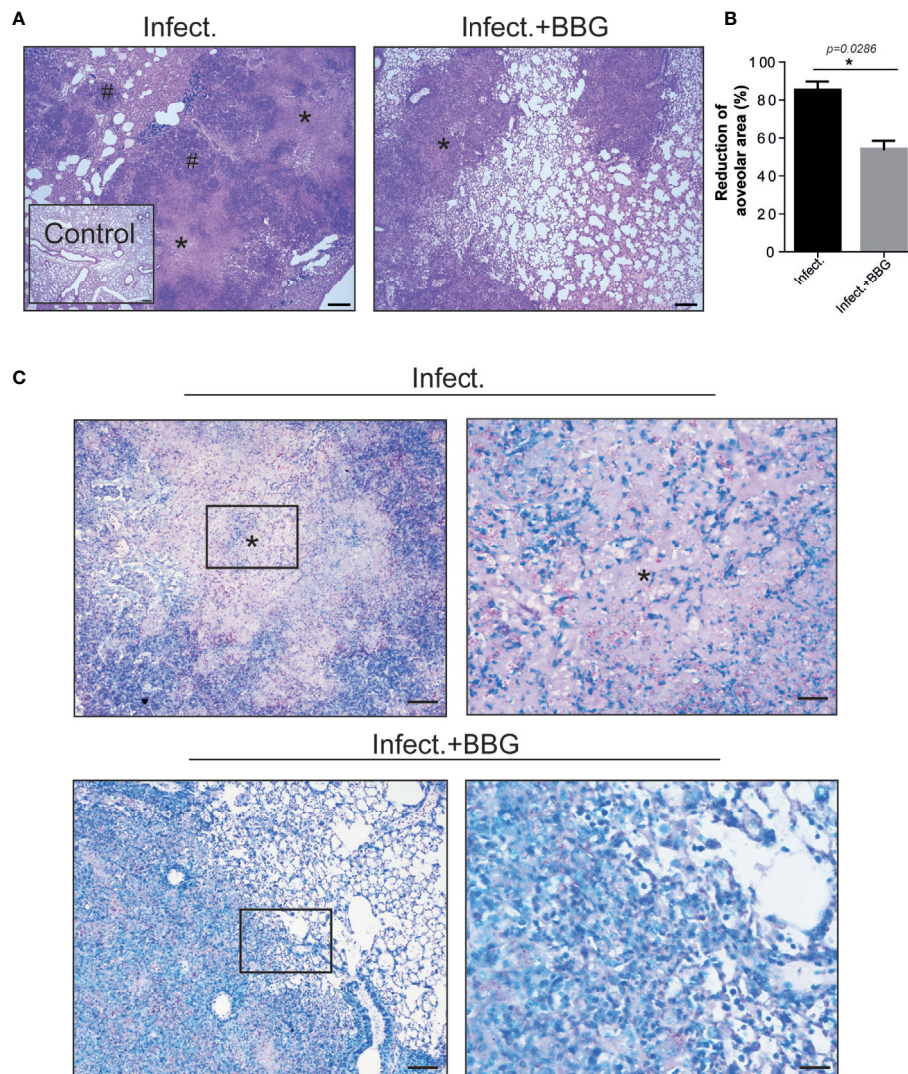 A
Infect.
Infect.+BBG
#
*
#
*
Control
*
B
p=0.0286
*
Reduction of
aoveolar area (%)
100
80
60
40
20
0
Infect.
Infect.+BBG
C
Infect.
*
*
Infect.+BBG